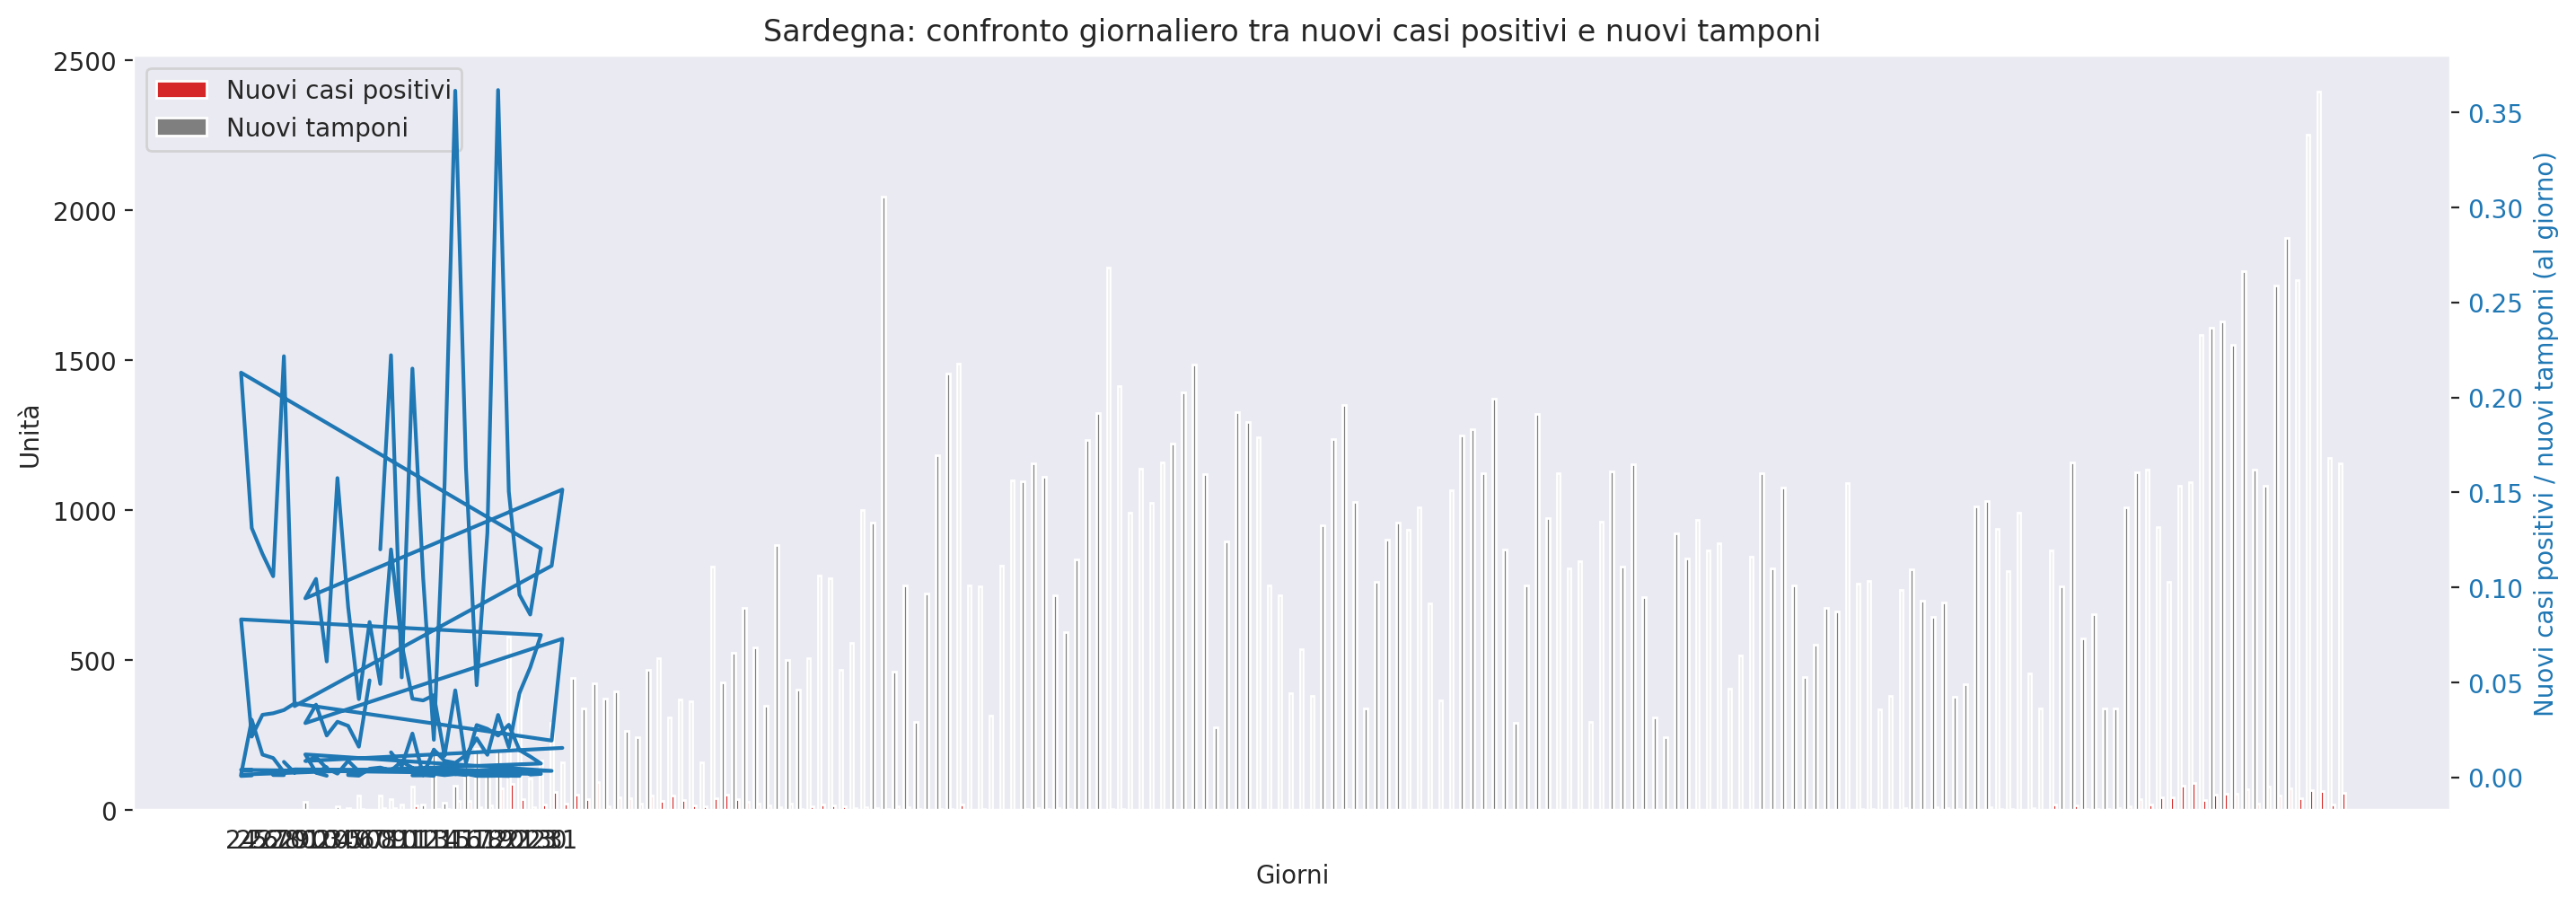 Sardegna: confronto giornaliero tra nuovi casi positivi e nuovi tamponi
2500
2000
1500
1000
500
0
Unità
Nuovi casi positivi
Nuovi tamponi
0.35
0.30
0.25
0.20
0.15
0.10
0.05
0.00
Nuovi casi positivi / nuovi tamponi (al giorno)
Giorni